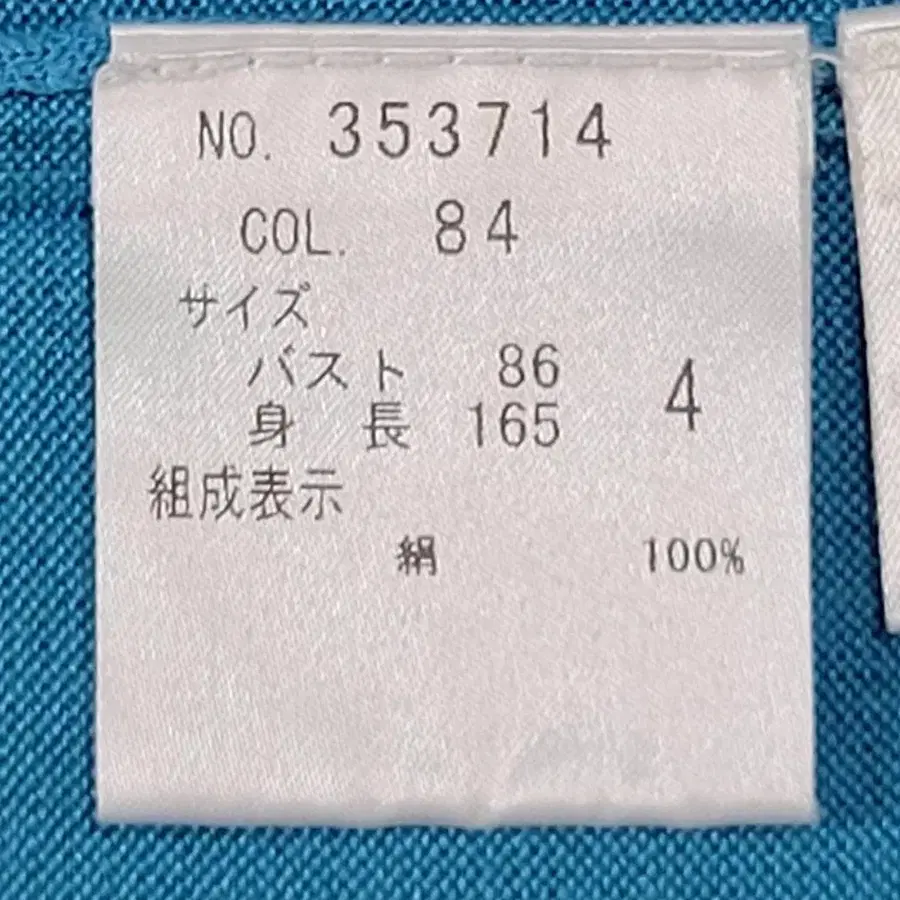 NO. 353714
COL. 84
サイズ
バスト 86
身長 165
4
組成表示
絹 100%